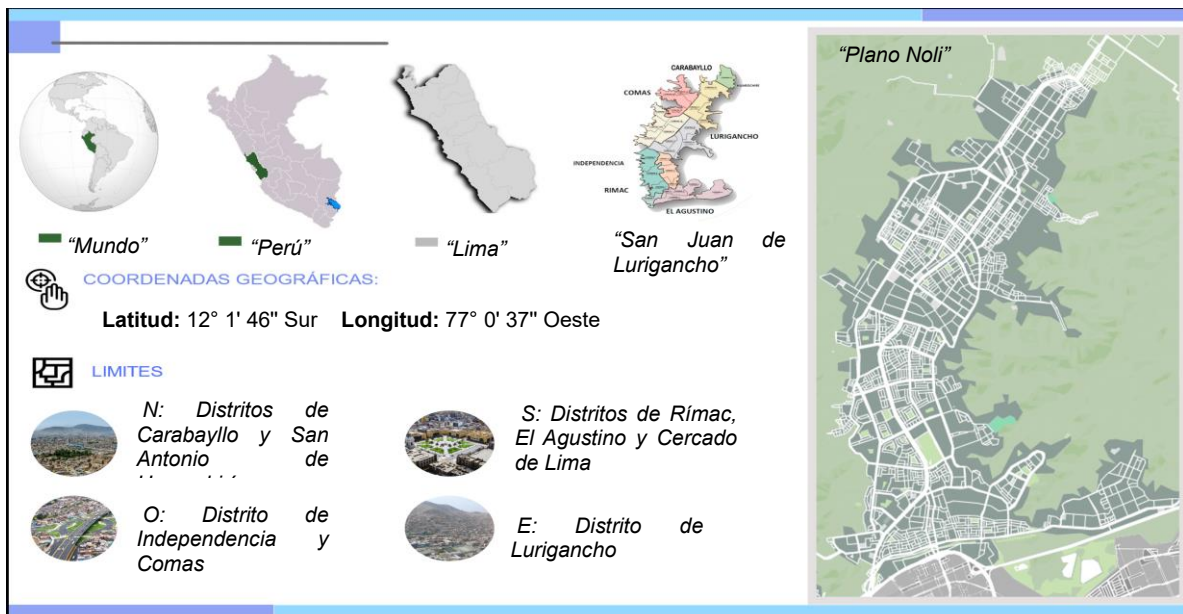 “Plano Noli”
CARABAYLLO
COMAS
LURIGANCHO
INDEPENDENCIA
RIMAC
EL AGUSTINO
“Mundo”
“Perú”
“Lima”
“San Juan de
Lurigancho”
COORDENADAS GEOGRÁFICAS:
Latitud: 12° 1' 46" Sur Longitud: 77° 0' 37" Oeste
LIMITES
N: Distritos de
Carabayllo y San
Antonio de
S: Distritos de Rímac,
El Agustino y Cercado
de Lima
O: Distrito de
Independencia y
Comas
E: Distrito de
Lurigancho